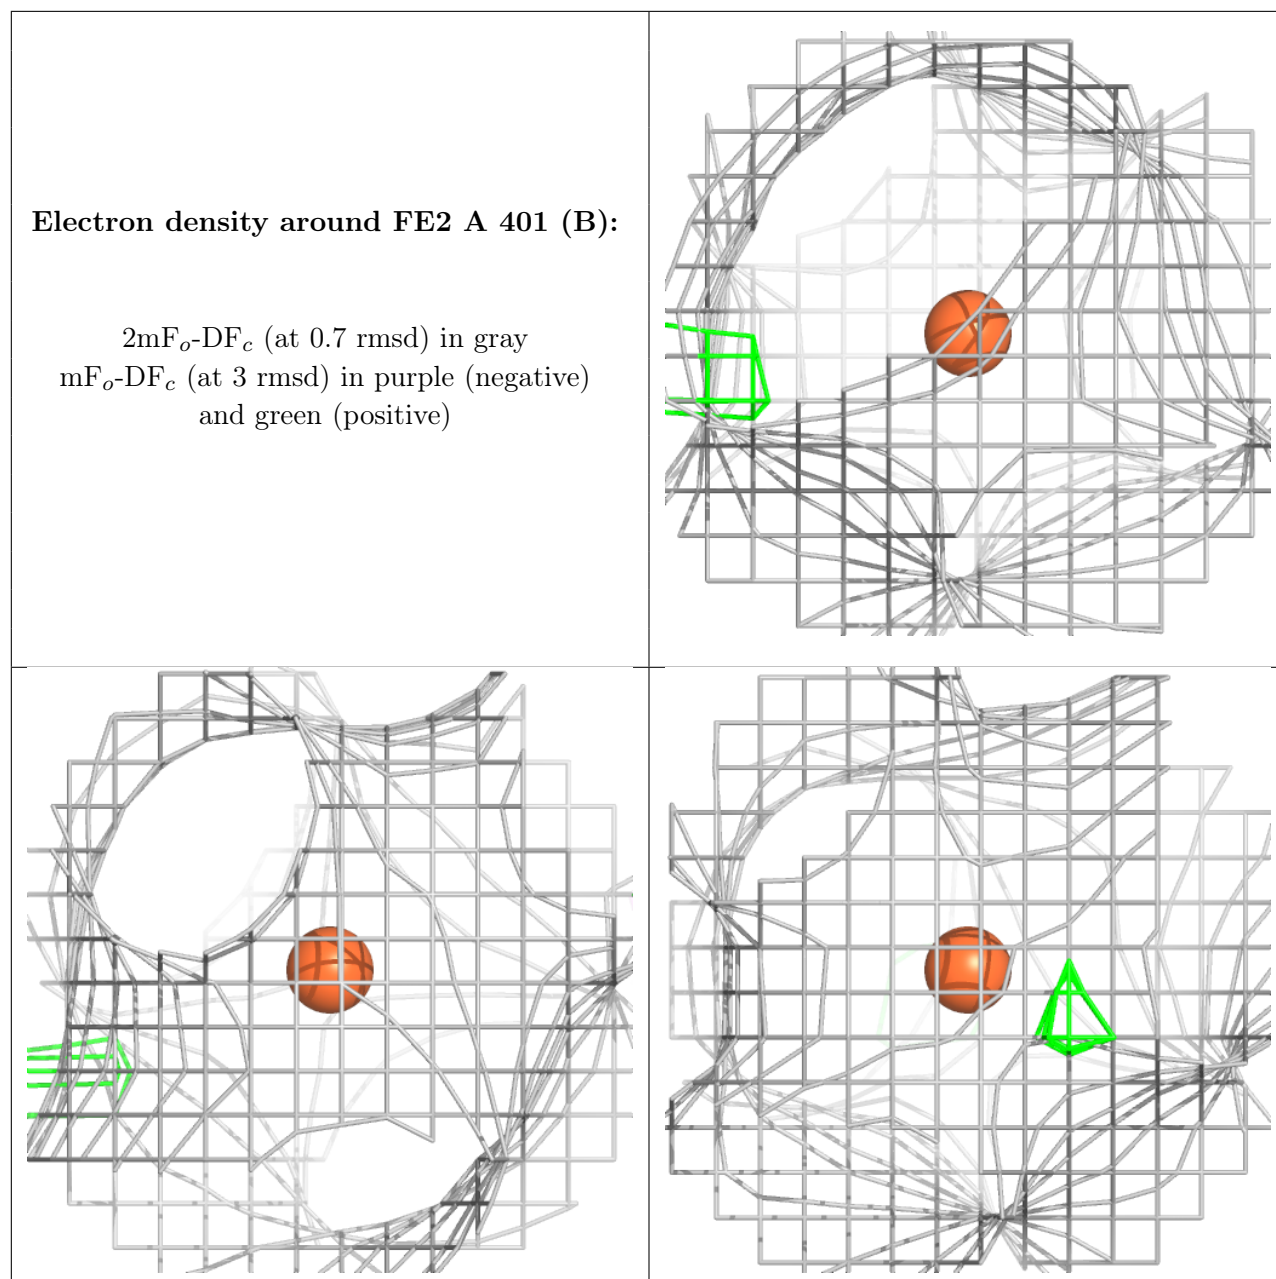 Electron density around FE2 A 401 (B):
2mFo-DFc (at 0.7 rmsd) in gray
mFo-DFc (at 3 rmsd) in purple (negative)
and green (positive)